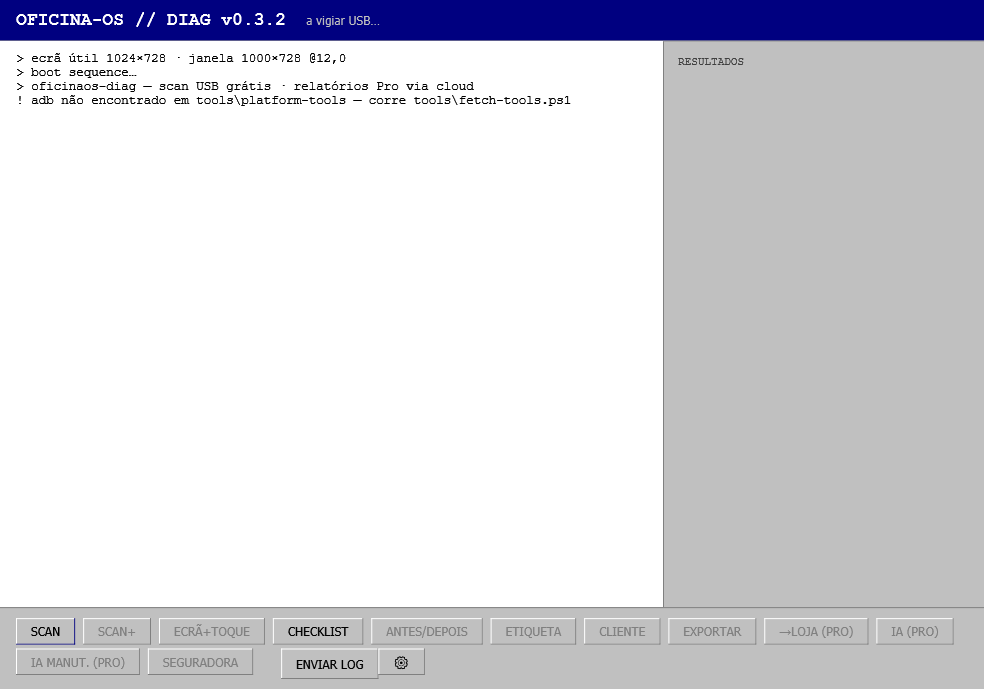 OFICINA-OS // DIAG v0.3.2 a vigiar USB...
> ecrã útil 1024×728 · janela 1000×728 @12,0
> boot sequence…
> oficinaos-diag — scan USB grátis · relatórios Pro via cloud
! adb não encontrado em tools\platform-tools — corre tools\fetch-tools.ps1
RESULTADOS
SCAN SCAN+ ECRÃ+TOQUE CHECKLIST ANTES/DEPOIS ETIQUETA CLIENTE EXPORTAR →LOJA (PRO) IA (PRO)
IA MANUT. (PRO) SEGURADORA ENVIAR LOG